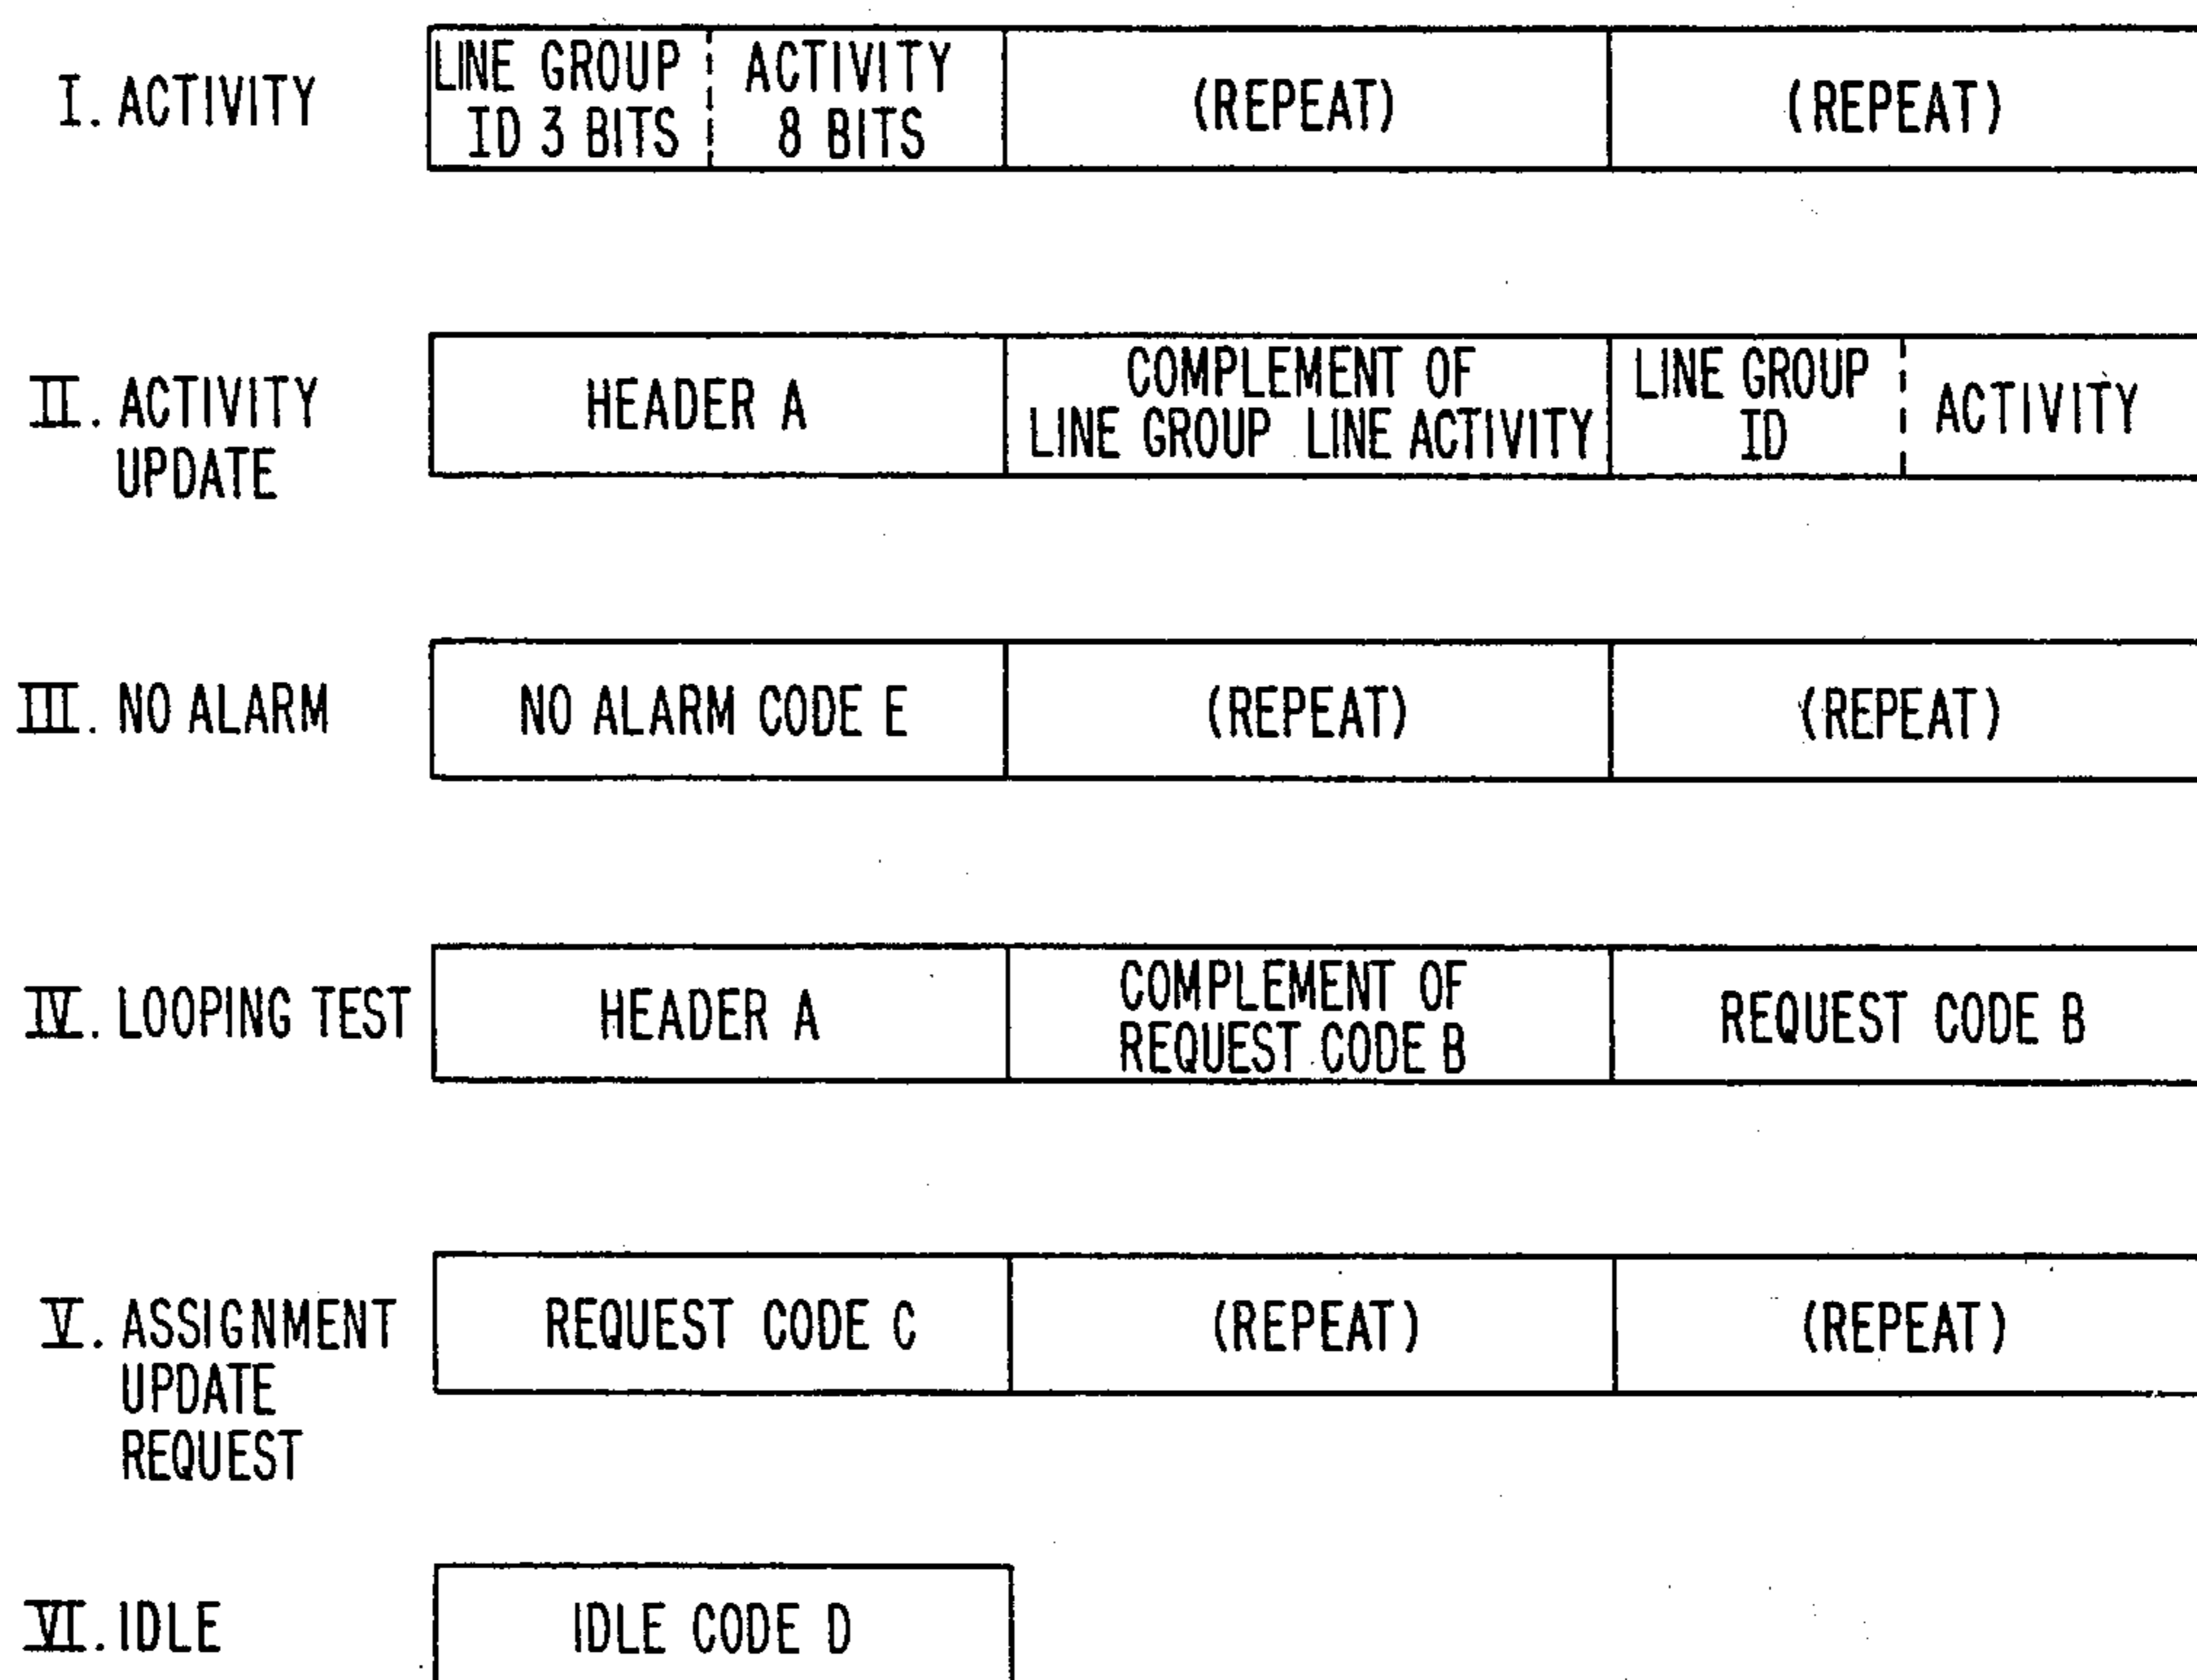 I. ACTIVITY
LINE GROUP ID 3 BITS
ACTIVITY 8 BITS
(REPEAT)
(REPEAT)
II. ACTIVITY UPDATE
HEADER A
COMPLEMENT OF
LINE GROUP LINE ACTIVITY
LINE GROUP
ID
ACTIVITY
III. NO ALARM
NO ALARM CODE E
(REPEAT)
(REPEAT)
IV. LOOPING TEST
HEADER A
COMPLEMENT OF
REQUEST CODE B
REQUEST CODE B
V. ASSIGNMENT
UPDATE
REQUEST
REQUEST CODE C
(REPEAT)
(REPEAT)
VI. IDLE
IDLE CODE D